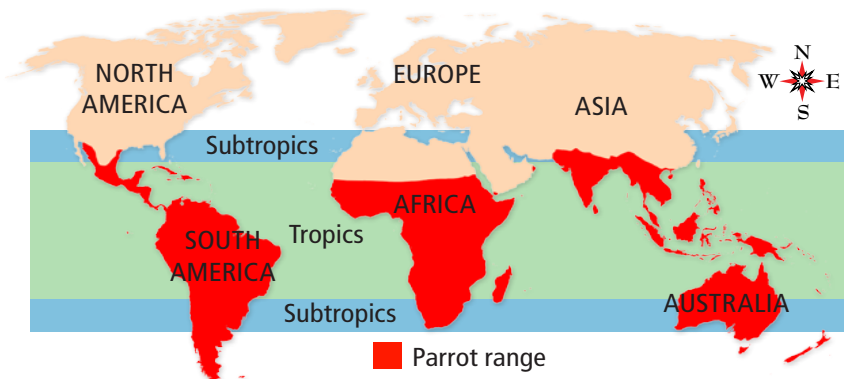 NORTH
AMERICA
EUROPE
ASIA
N
W E
S
Subtropics
AFRICA
SOUTH
AMERICA
Tropics
AUSTRALIA
Subtropics
Parrot range